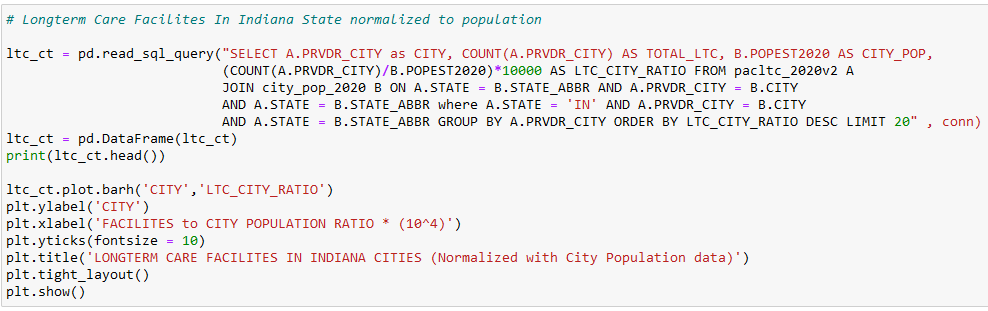 # Longterm Care Facilites In Indiana State normalized to population
ltc_ct = pd.read_sql_query("SELECT A.PRVDR_CITY as CITY, COUNT(A.PRVDR_CITY) AS TOTAL_LTC, B.POPEST2020 AS CITY_POP,
(COUNT(A.PRVDR_CITY)/B.POPEST2020)*10000 AS LTC_CITY_RATIO FROM pacltc_2020v2 A
JOIN city_pop_2020 B ON A.STATE = B.STATE_ABBR AND A.PRVDR_CITY = B.CITY
AND A.STATE = B.STATE_ABBR where A.STATE = 'IN' AND A.PRVDR_CITY = B.CITY
AND A.STATE = B.STATE_ABBR GROUP BY A.PRVDR_CITY ORDER BY LTC_CITY_RATIO DESC LIMIT 20" , conn)
ltc_ct = pd.DataFrame(ltc_ct)
print(ltc_ct.head())
ltc_ct.plot.barh('CITY','LTC_CITY_RATIO')
plt.ylabel('CITY')
plt.xlabel('FACILITES to CITY POPULATION RATIO * (10^4)')
plt.yticks(fontsize = 10)
plt.title('LONGTERM CARE FACILITES IN INDIANA CITIES (Normalized with City Population data)')
plt.tight_layout()
plt.show()